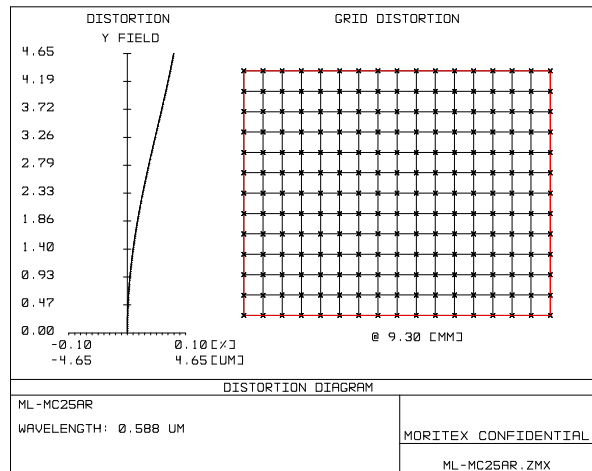 DISTORTION
Y FIELD
4.65
4.19
3.72
3.26
2.79
2.33
1.86
1.40
0.93
0.47
0.00
-0.10 0.10[%]
-4.65 4.65[UM]
GRID DISTORTION
@ 9.30 [MM]
DISTORTION DIAGRAM
ML-MC25AR
WAVELENGTH: 0.588 UM
MORITEX CONFIDENTIAL
ML-MC25AR.ZMX